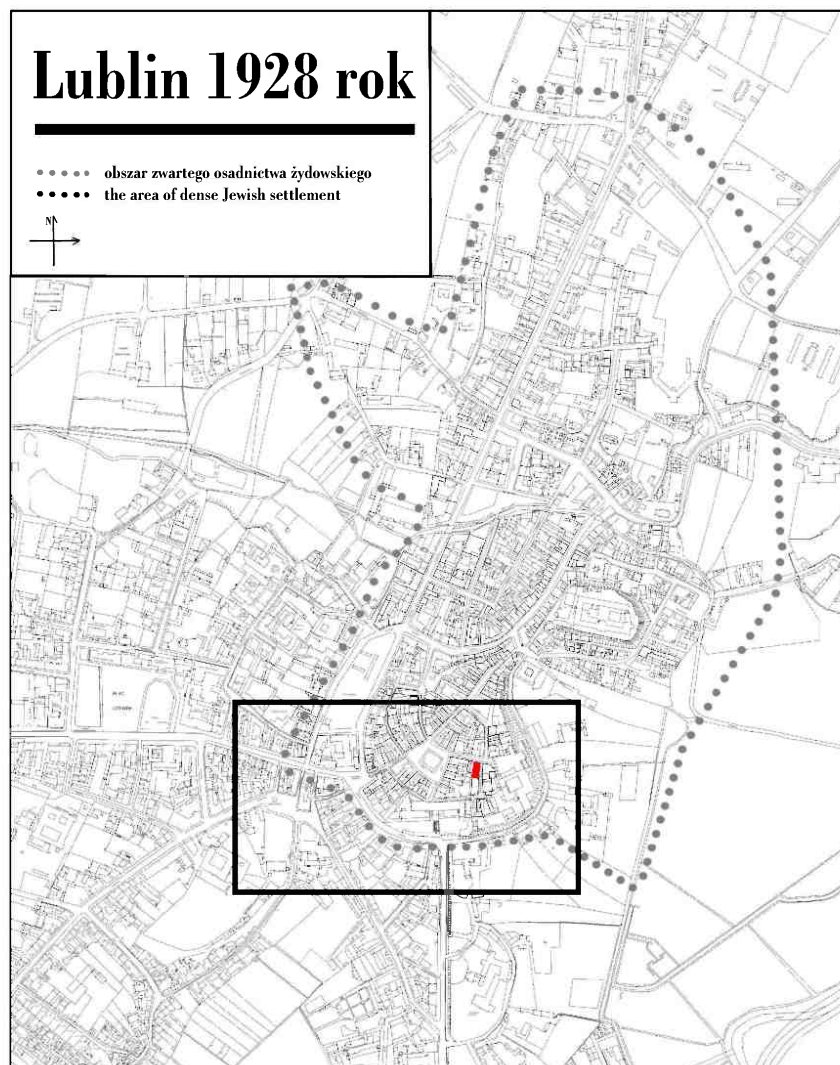 Lublin 1928 rok
obszar zwartego osadnictwa żydowskiego
the area of dense Jewish settlement
N